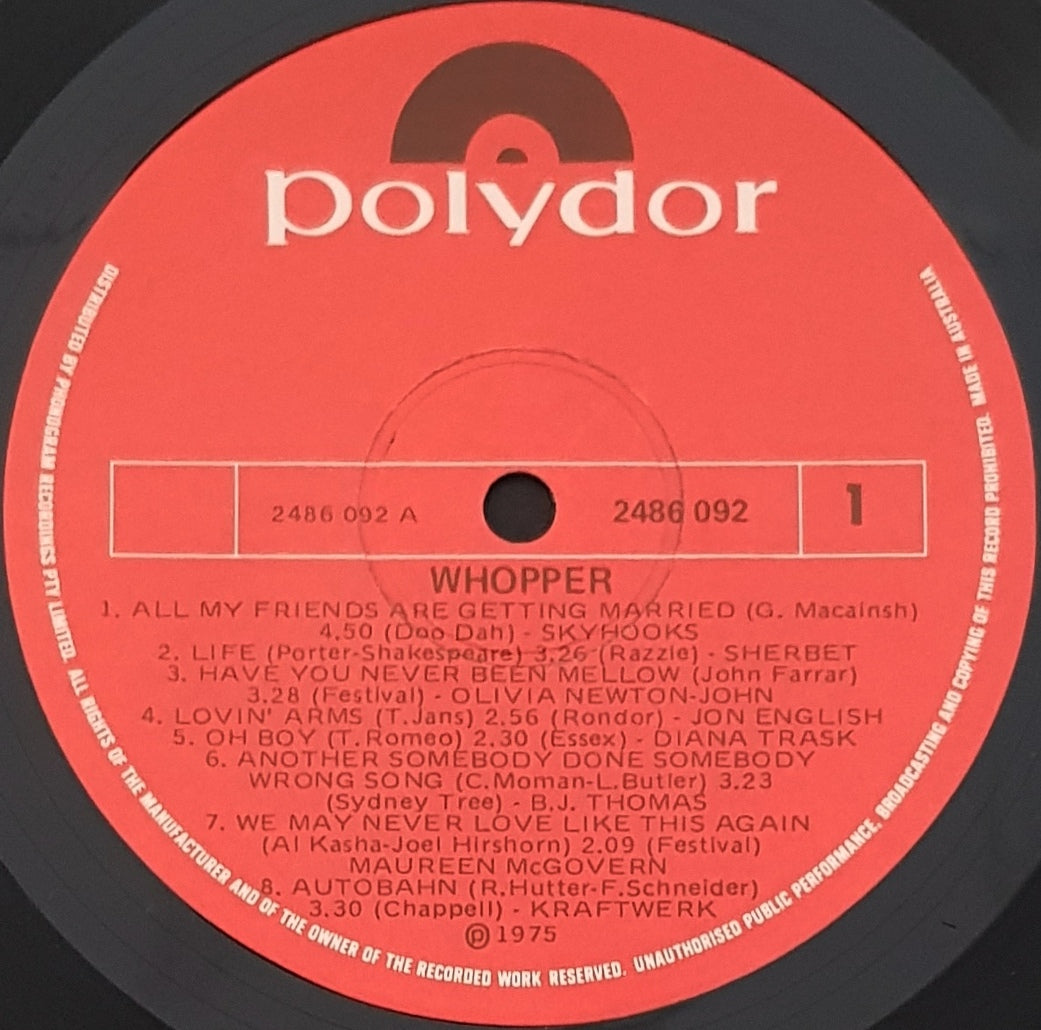 polydor
2486 092 A
2486 092
1
WHOPPER
1. ALL MY FRIENDS ARE GETTING MARRIED (G. Macainsh)
4.50 (Doo Dah) - SKYHOOKS
2. LIFE (Porter-Shakespeare) 3.26 (Razzle) - SHERBET
3. HAVE YOU NEVER BEEN MELLOW (John Farrar)
3.28 (Festival) - OLIVIA NEWTON-JOHN
4. LOVIN' ARMS (T.Jans) 2.56 (Rondor) - JON ENGLISH
5. OH BOY (T.Romeo) 2.30 (Essex) - DIANA TRASK
6. ANOTHER SOMEBODY DONE SOMEBODY
WRONG SONG (C.Moman-L.Butler) 3.23
(Sydney Tree) - B.J. THOMAS
7. WE MAY NEVER LOVE LIKE THIS AGAIN
(Al Kasha-Joel Hirshorn) 2.09 (Festival)
MAUREEN McGOVERN
8. AUTOBAHN (R.Hutter-F.Schneider)
3.30 (Chappell) - KRAFTWERK
℗ 1975
DISTRIBUTED BY PHONOGRAM RECORDINGS PTY LIMITED. ALL RIGHTS OF THE MANUFACTURER AND OF THE OWNER OF THE RECORDED WORK RESERVED. UNAUTHORISED PUBLIC PERFORMANCE, BROADCASTING AND COPYING OF THIS RECORD PROHIBITED. MADE IN AUSTRALIA